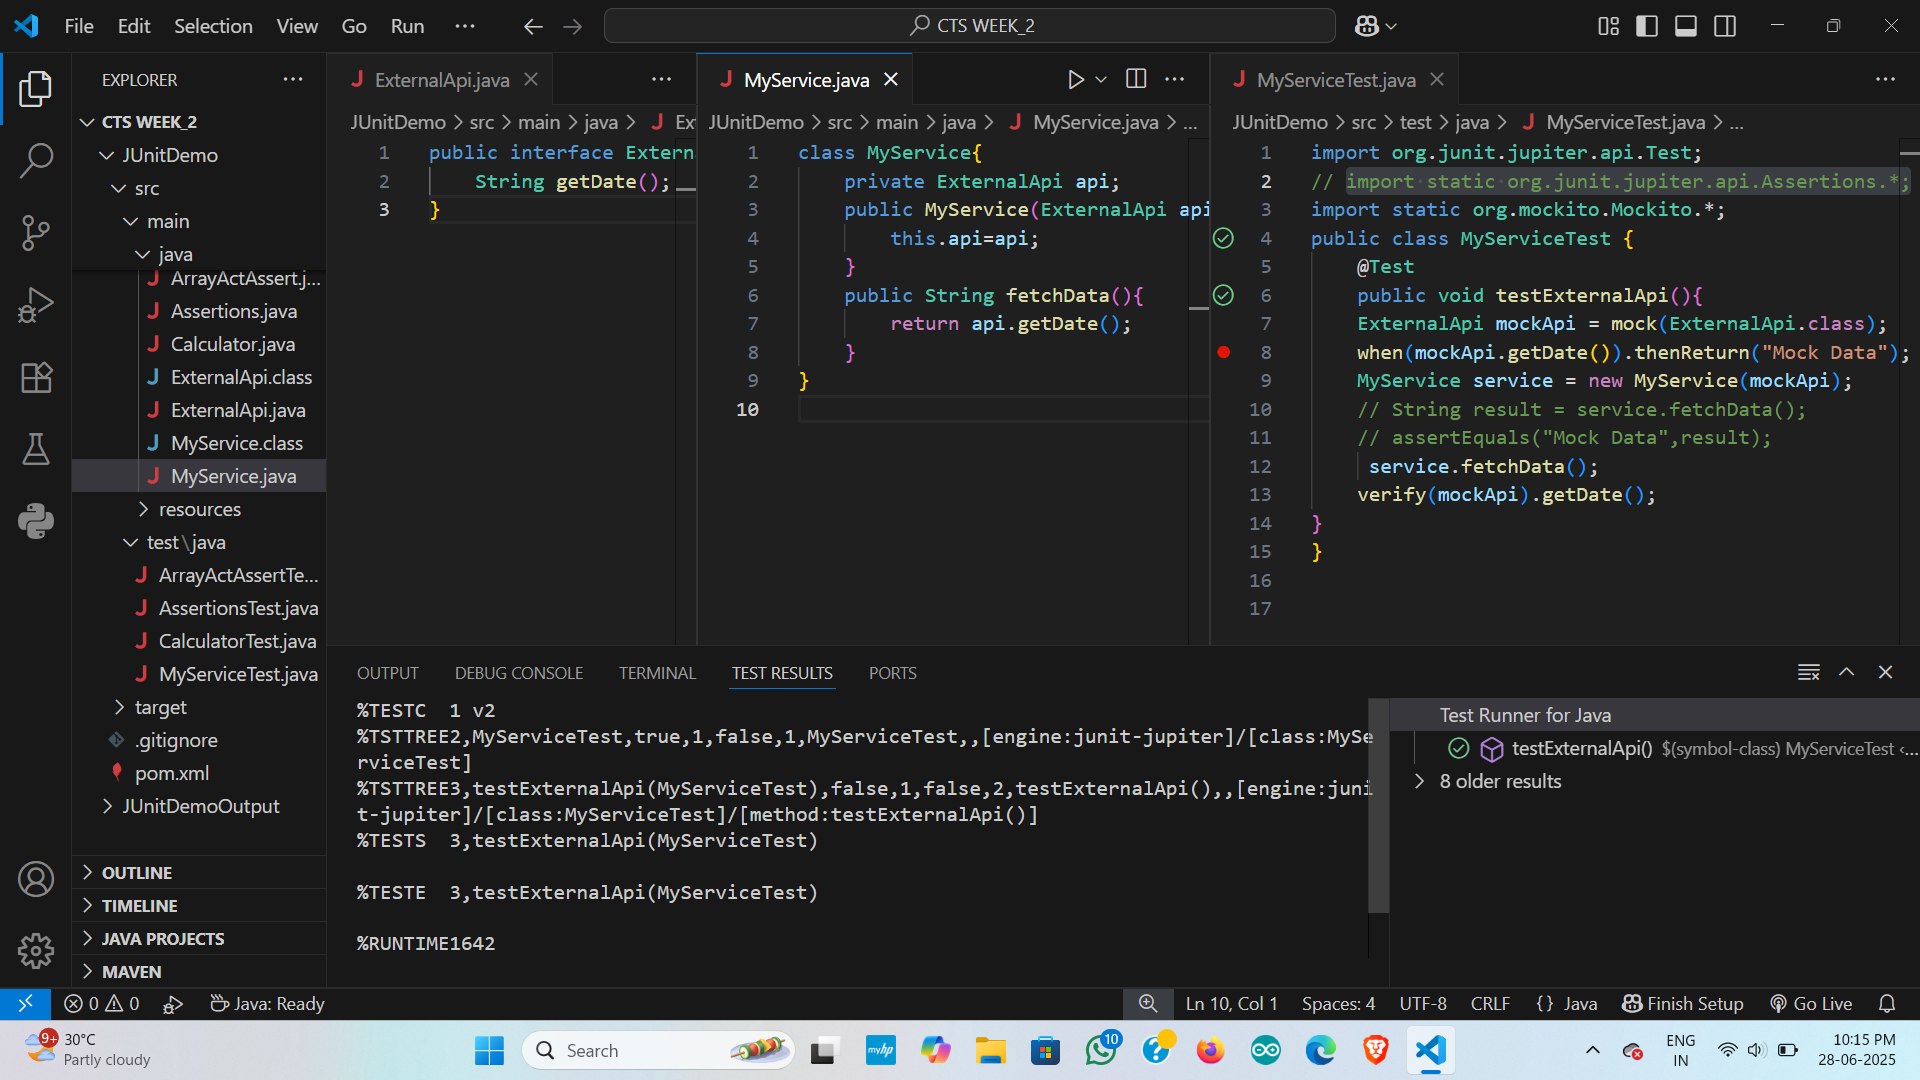 File Edit Selection View Go Run ··· CTS WEEK_2
EXPLORER ···
CTS WEEK_2
JUnitDemo
src
main
java
ArrayActAssert.j...
Assertions.java
Calculator.java
ExternalApi.class
ExternalApi.java
MyService.class
MyService.java
resources
test\java
ArrayActAssertTe...
AssertionsTest.java
CalculatorTest.java
MyServiceTest.java
target
.gitignore
pom.xml
JUnitDemoOutput
OUTLINE
TIMELINE
JAVA PROJECTS
MAVEN
ExternalApi.java ···
JUnitDemo > src > main > java > J Ex
1 public interface Extern
2 String getDate();
3 }
MyService.java ···
JUnitDemo > src > main > java > J MyService.java > ...
1 class MyService{
2 private ExternalApi api;
3 public MyService(ExternalApi api
4 this.api=api;
5 }
6 public String fetchData(){
7 return api.getDate();
8 }
9 }
10
MyServiceTest.java ···
JUnitDemo > src > test > java > J MyServiceTest.java > ...
1 import org.junit.jupiter.api.Test;
2 // import static org.junit.jupiter.api.Assertions.*;
3 import static org.mockito.Mockito.*;
4 public class MyServiceTest {
5 @Test
6 public void testExternalApi(){
7 ExternalApi mockApi = mock(ExternalApi.class);
8 when(mockApi.getDate()).thenReturn("Mock Data");
9 MyService service = new MyService(mockApi);
10 // String result = service.fetchData();
11 // assertEquals("Mock Data",result);
12 service.fetchData();
13 verify(mockApi).getDate();
14 }
15 }
16
17
OUTPUT DEBUG CONSOLE TERMINAL TEST RESULTS PORTS
%TESTC 1 v2
%TSTTREE2,MyServiceTest,true,1,false,1,MyServiceTest,,[engine:junit-jupiter]/[class:MySe
rviceTest]
%TSTTREE3,testExternalApi(MyServiceTest),false,1,false,2,testExternalApi(),,[engine:juni
t-jupiter]/[class:MyServiceTest]/[method:testExternalApi()]
%TESTS 3,testExternalApi(MyServiceTest)
%TESTE 3,testExternalApi(MyServiceTest)
%RUNTIME1642
Test Runner for Java
testExternalApi() $(symbol-class) MyServiceTest <...
8 older results
0 0 Java: Ready Ln 10, Col 1 Spaces: 4 UTF-8 CRLF {} Java Finish Setup Go Live
9+ 30°C
Partly cloudy
Search
myhp
10
ENG
IN
10:15 PM
28-06-2025